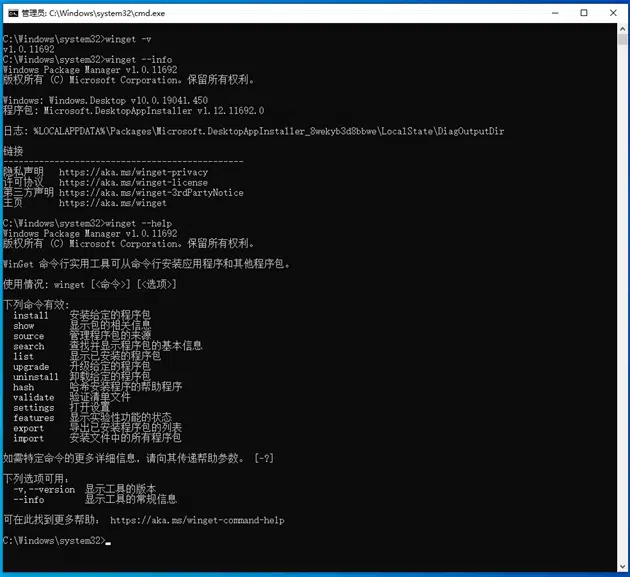 管理员: C:\Windows\system32\cmd.exe
C:\Windows\system32>winget -v
v1.0.11692
C:\Windows\system32>winget --info
Windows Package Manager v1.0.11692
版权所有 (C) Microsoft Corporation。保留所有权利。
Windows: Windows.Desktop v10.0.19041.450
程序包: Microsoft.DesktopAppInstaller v1.12.11692.0
日志: %LOCALAPPDATA%\Packages\Microsoft.DesktopAppInstaller_8wekyb3d8bbwe\LocalState\DiagOutputDir
链接
-----------------------------------------------
隐私声明 https://aka.ms/winget-privacy
许可协议 https://aka.ms/winget-license
第三方声明 https://aka.ms/winget-3rdPartyNotice
主页 https://aka.ms/winget
C:\Windows\system32>winget --help
Windows Package Manager v1.0.11692
版权所有 (C) Microsoft Corporation。保留所有权利。
WinGet 命令行实用工具可从命令行安装应用程序和其他程序包。
使用情况: winget [<命令>] [<选项>]
下列命令有效:
install 安装给定的程序包
show 显示包的相关信息
source 管理程序包的来源
search 查找并显示程序包的基本信息
list 显示已安装的程序包
upgrade 升级给定的程序包
uninstall 卸载给定的程序包
hash 哈希安装程序的帮助程序
validate 验证清单文件
settings 打开设置
features 显示实验性功能的状态
export 导出已安装程序包的列表
import 安装文件中的所有程序包
如需特定命令的更多详细信息，请向其传递帮助参数。 [-?]
下列选项可用：
-v,--version 显示工具的版本
--info 显示工具的常规信息
可在此找到更多帮助： https://aka.ms/winget-command-help
C:\Windows\system32>